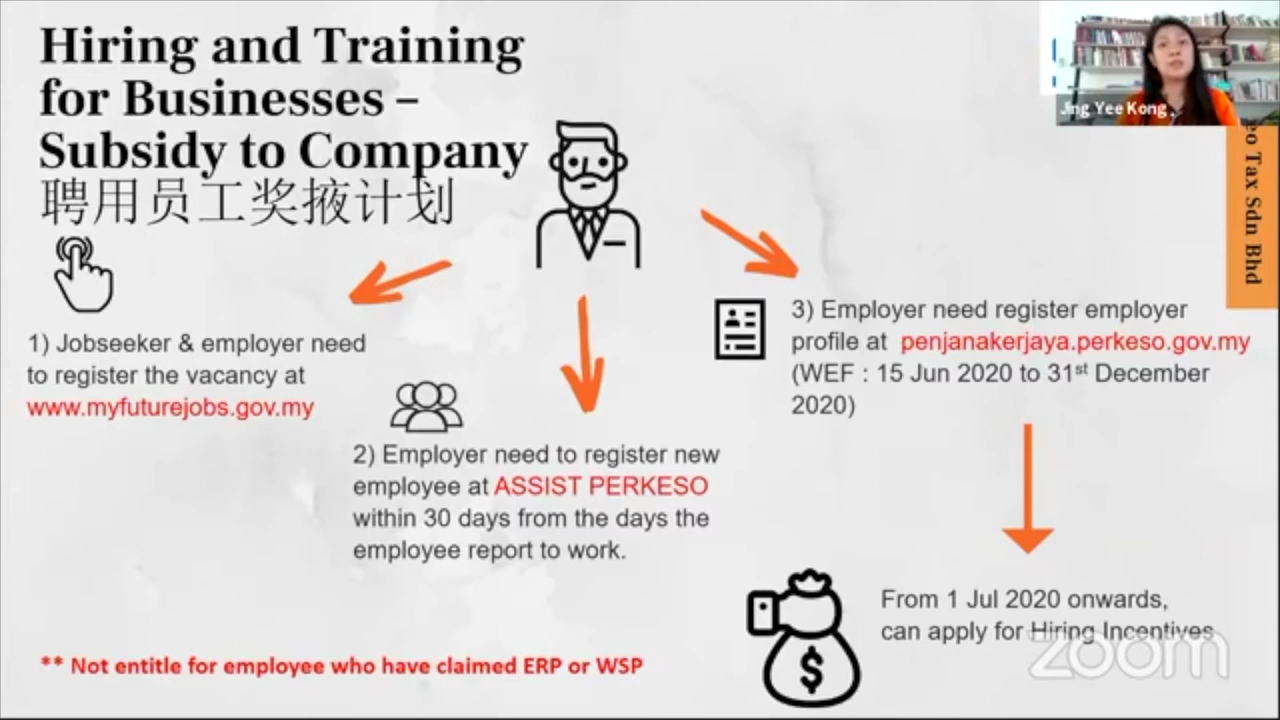 Hiring and Training
for Businesses –
Subsidy to Company
聘用员工奖掖计划
1) Jobseeker & employer need
to register the vacancy at
www.myfuturejobs.gov.my
2) Employer need to register new
employee at ASSIST PERKESO
within 30 days from the days the
employee report to work.
3) Employer need register employer
profile at penjanakerjaya.perkeso.gov.my
(WEF : 15 Jun 2020 to 31st December
2020)
From 1 Jul 2020 onwards,
can apply for Hiring Incentives
$
** Not entitle for employee who have claimed ERP or WSP
Jing Yee Kong
Tax Sdn Bhd
zoom